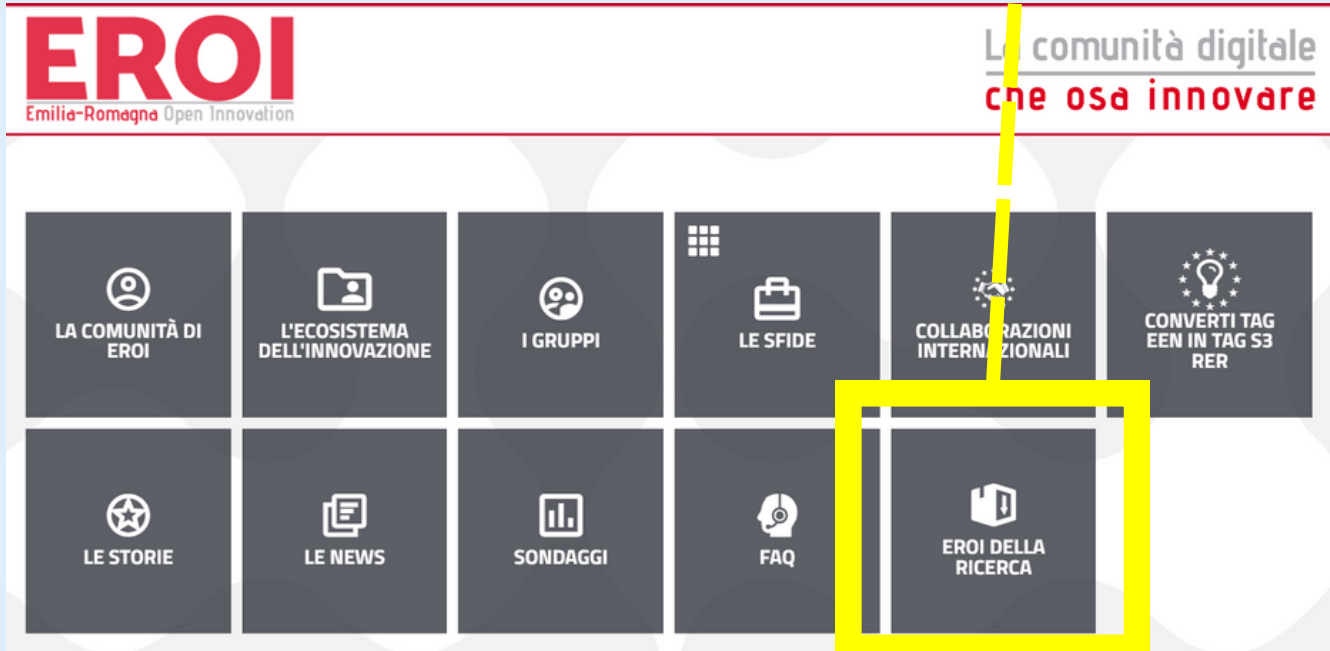 EROI
Emilia-Romagna Open Innovation
La comunità digitale
che osa innovare
LA COMUNITÀ DI
EROI
L'ECOSISTEMA
DELL'INNOVAZIONE
I GRUPPI
LE SFIDE
COLLABORAZIONI
INTERNAZIONALI
CONVERTI TAG
EEN IN TAG S3
RER
LE STORIE
LE NEWS
SONDAGGI
FAQ
EROI DELLA
RICERCA